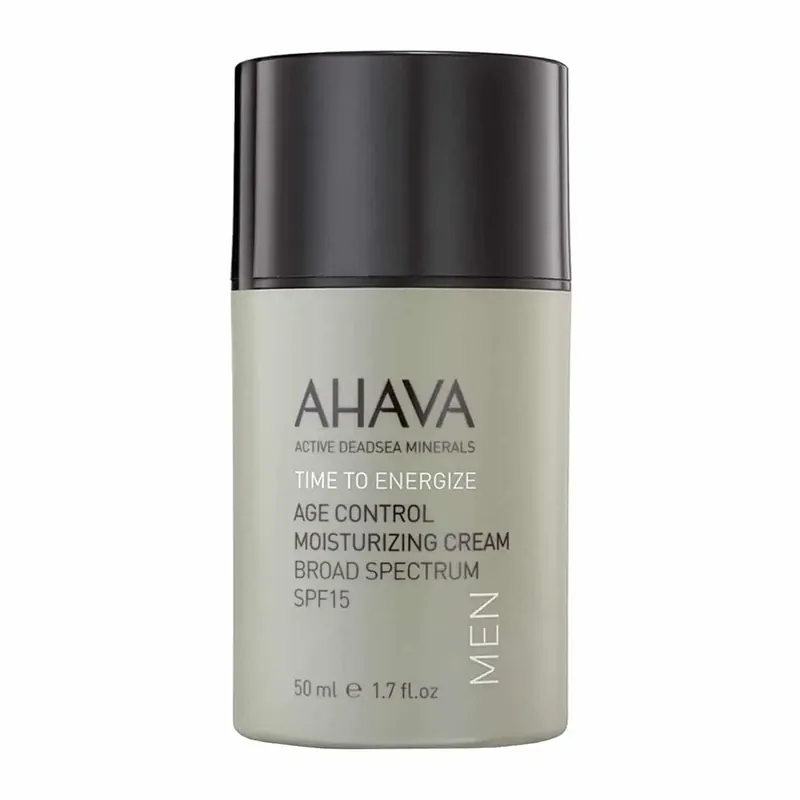 AHAVA
ACTIVE DEADSEA MINERALS
TIME TO ENERGIZE
AGE CONTROL
MOISTURIZING CREAM
BROAD SPECTRUM
SPF15
MEN
50 ml ℮ 1.7 fl.oz